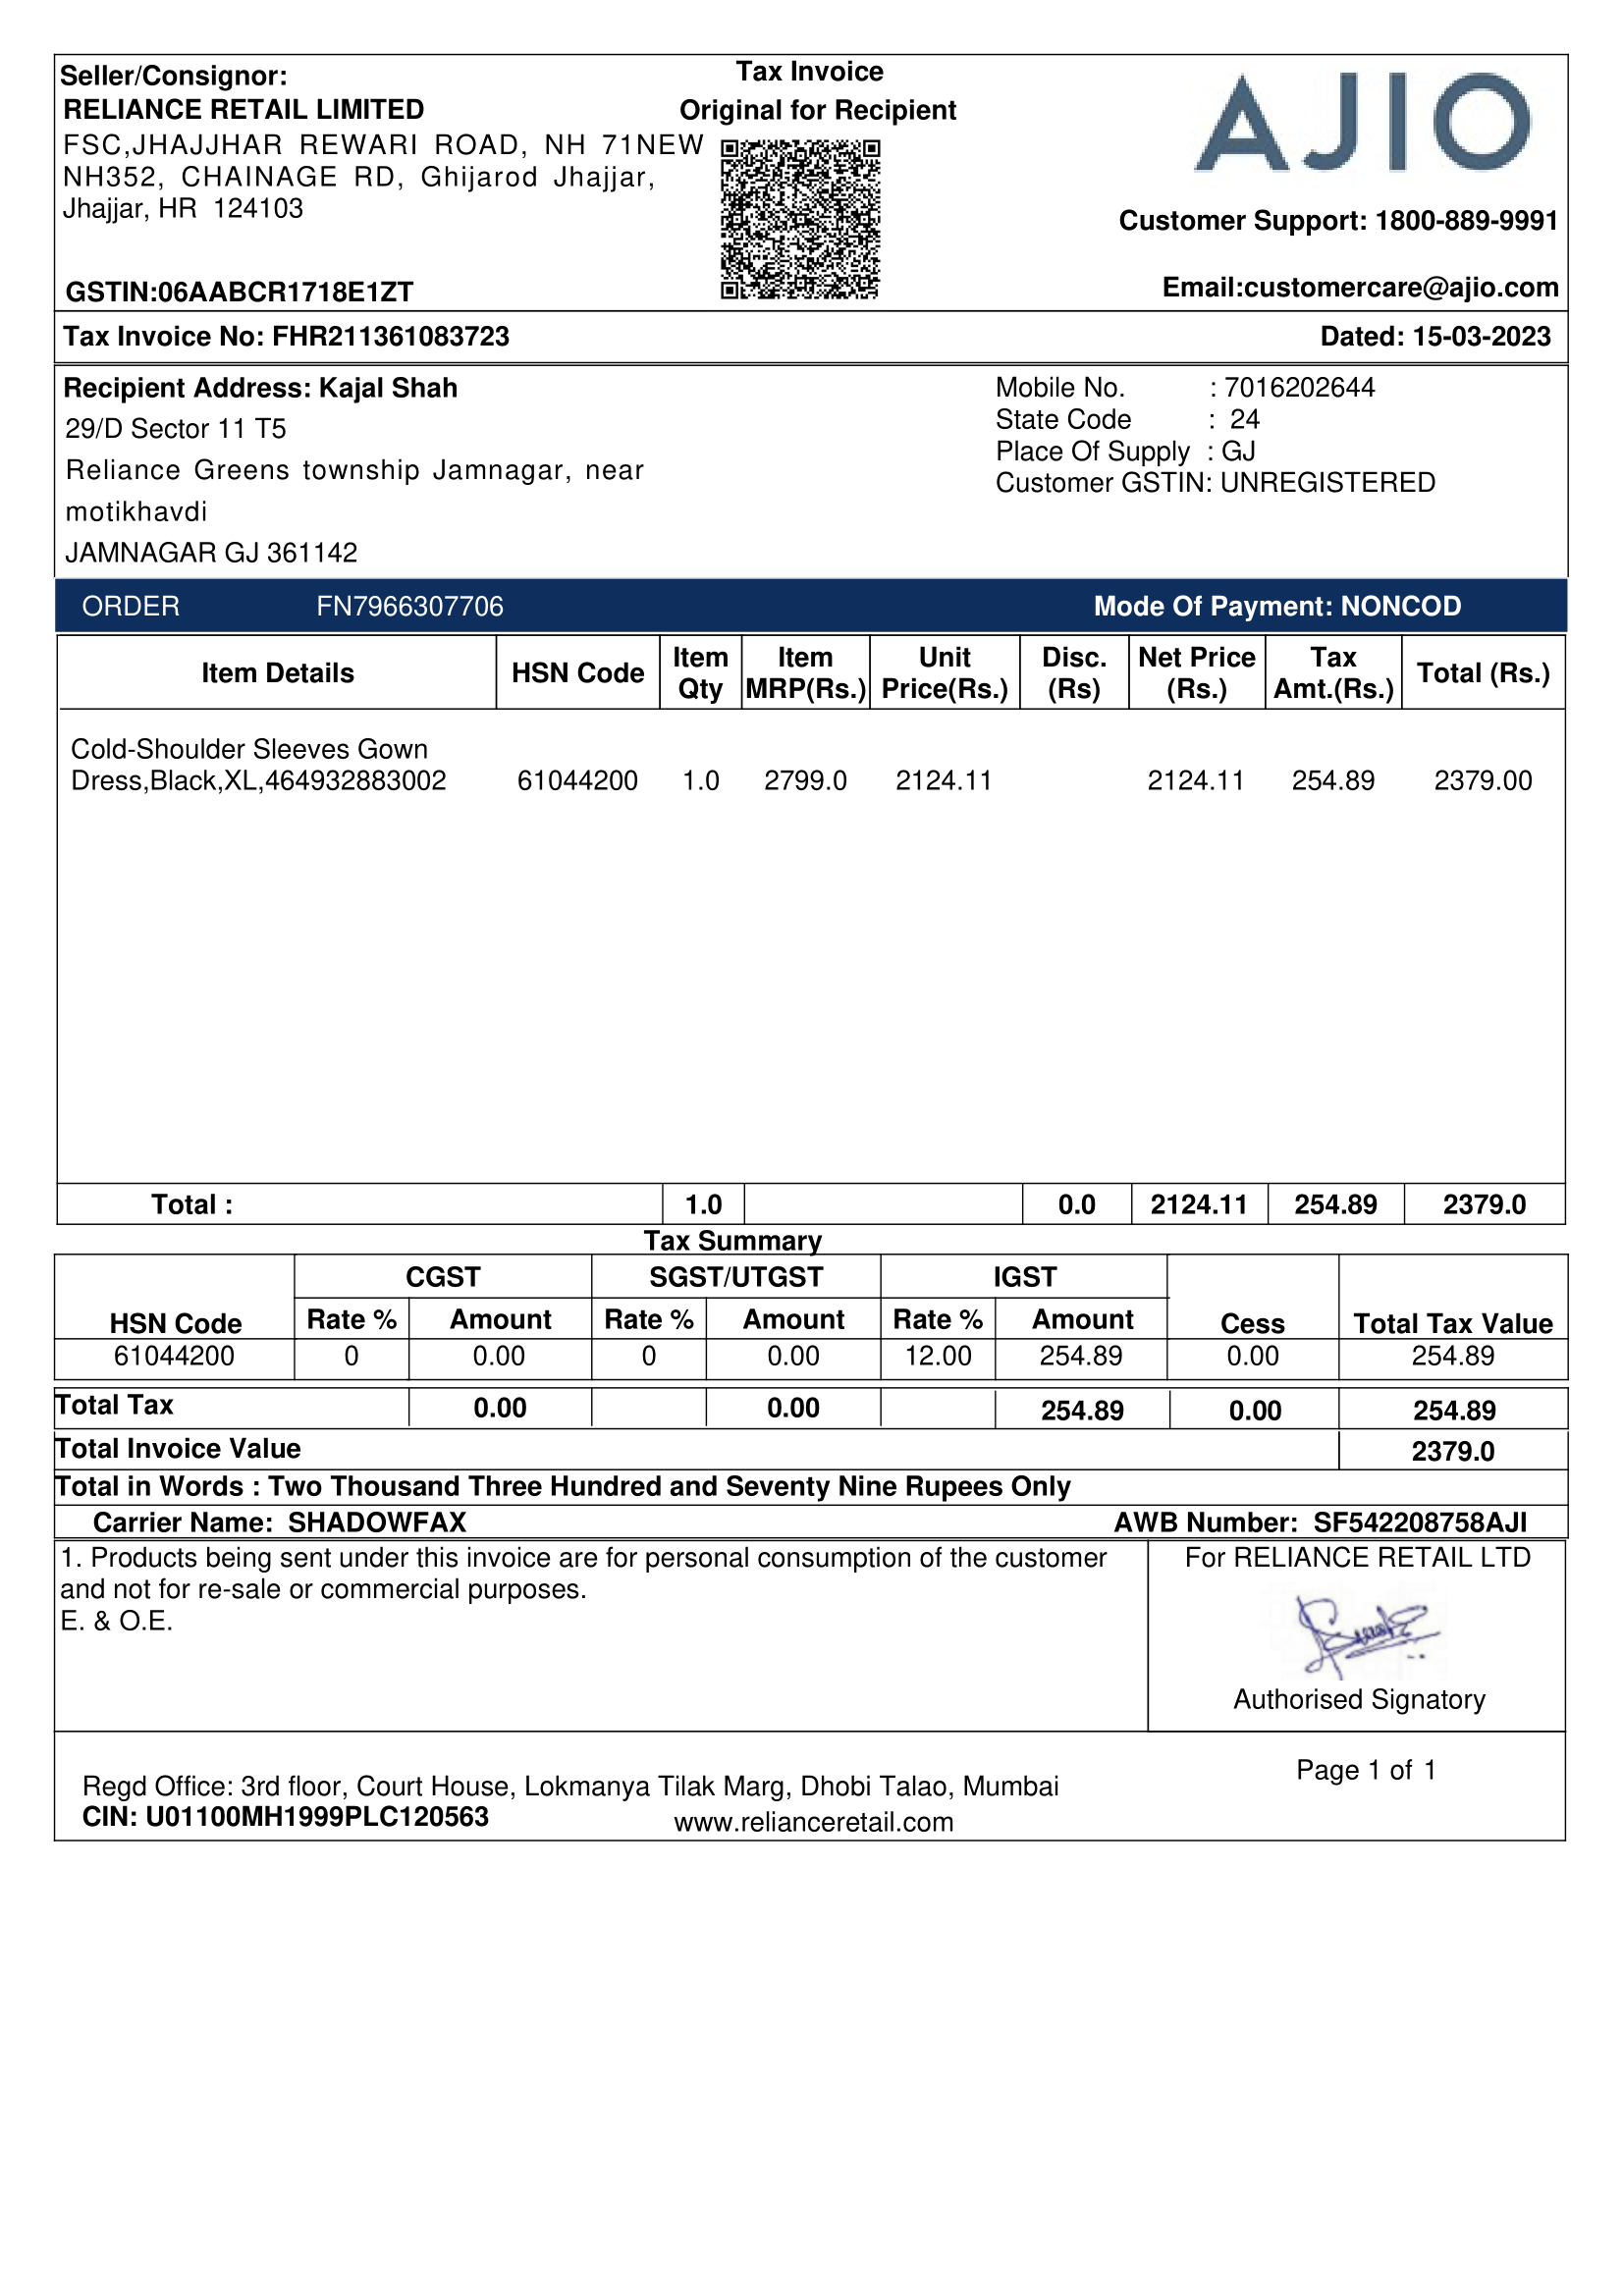 Seller/Consignor:
RELIANCE RETAIL LIMITED
FSC,JHAJJHAR REWARI ROAD, NH 71NEW
NH352, CHAINAGE RD, Ghijarod Jhajjar,
Jhajjar, HR 124103
GSTIN:06AABCR1718E1ZT
Tax Invoice
Original for Recipient
AJIO
Customer Support: 1800-889-9991
Email:customercare@ajio.com
Tax Invoice No: FHR211361083723 Dated: 15-03-2023
Recipient Address: Kajal Shah
29/D Sector 11 T5
Reliance Greens township Jamnagar, near
motikhavdi
JAMNAGAR GJ 361142
Mobile No. : 7016202644
State Code : 24
Place Of Supply : GJ
Customer GSTIN: UNREGISTERED
ORDER FN7966307706 Mode Of Payment: NONCOD
Item Details HSN Code Item Qty Item MRP(Rs.) Unit Price(Rs.) Disc. (Rs) Net Price (Rs.) Tax Amt.(Rs.) Total (Rs.)
Cold-Shoulder Sleeves Gown
Dress,Black,XL,464932883002 61044200 1.0 2799.0 2124.11 2124.11 254.89 2379.00
Total : 1.0 0.0 2124.11 254.89 2379.0
Tax Summary
CGST SGST/UTGST IGST
HSN Code Rate % Amount Rate % Amount Rate % Amount Cess Total Tax Value
61044200 0 0.00 0 0.00 12.00 254.89 0.00 254.89
Total Tax 0.00 0.00 254.89 0.00 254.89
Total Invoice Value 2379.0
Total in Words : Two Thousand Three Hundred and Seventy Nine Rupees Only
Carrier Name: SHADOWFAX AWB Number: SF542208758AJI
1. Products being sent under this invoice are for personal consumption of the customer
and not for re-sale or commercial purposes.
E. & O.E.
For RELIANCE RETAIL LTD
Authorised Signatory
Page 1 of 1
Regd Office: 3rd floor, Court House, Lokmanya Tilak Marg, Dhobi Talao, Mumbai
CIN: U01100MH1999PLC120563
www.relianceretail.com